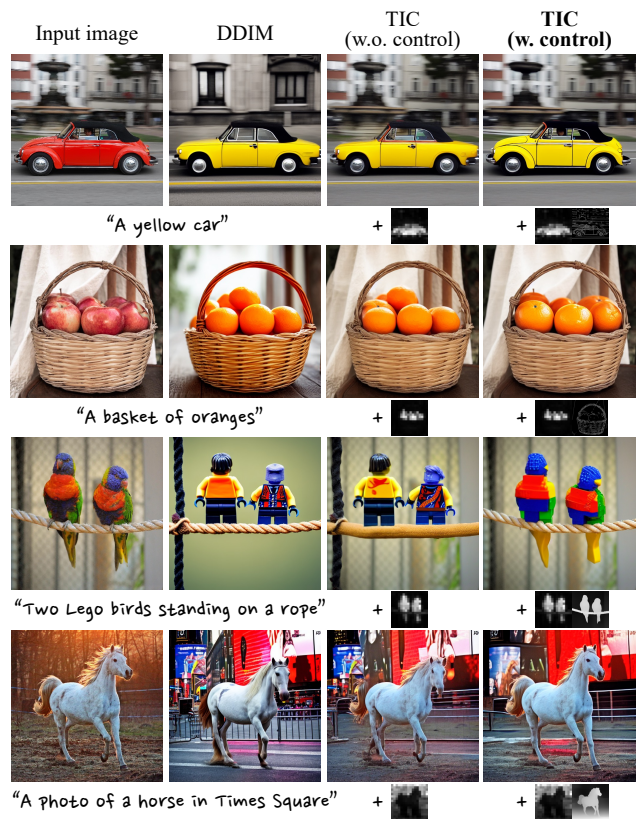 Input image
DDIM
TIC
(w.o. control)
TIC
(w. control)
“A yellow car”
+
+
“A basket of oranges”
+
+
“Two Lego birds standing on a rope”
+
+
“A photo of a horse in Times Square”
+
+